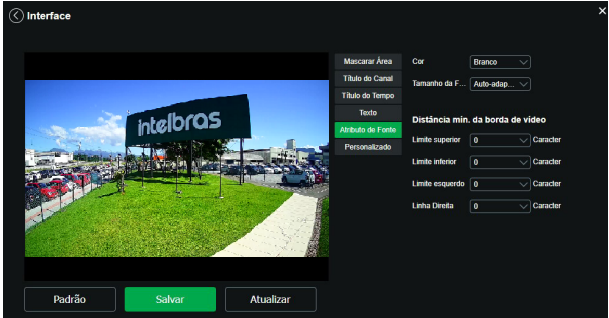 Interface
Mascarar Área
Título do Canal
Título do Tempo
Texto
Atributo de Fonte
Personalizado
Cor Branco
Tamanho da F... Auto-adap...
Distância min. da borda de vídeo
Limite superior 0 Caracter
Limite inferior 0 Caracter
Limite esquerdo 0 Caracter
Linha Direita 0 Caracter
intelbras
Padrão Salvar Atualizar